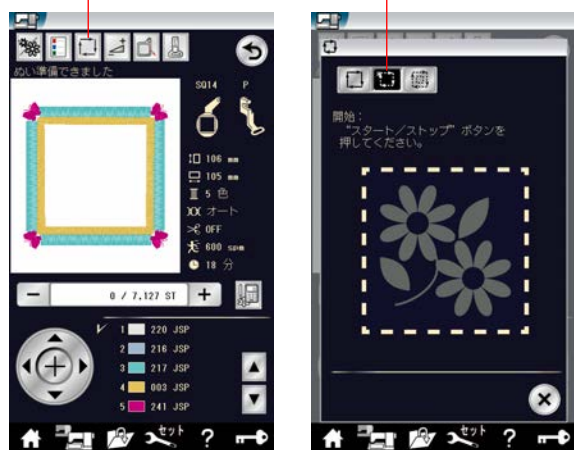 ぬい準備できました
SQ14 P
106 mm
105 mm
5 色
オート
OFF
600 spm
18 分
0 / 7,127 ST
1 220 JSP
2 216 JSP
3 217 JSP
4 003 JSP
5 241 JSP
セット
?
開始：
"スタート／ストップ" ボタンを
押してください。
セット
?